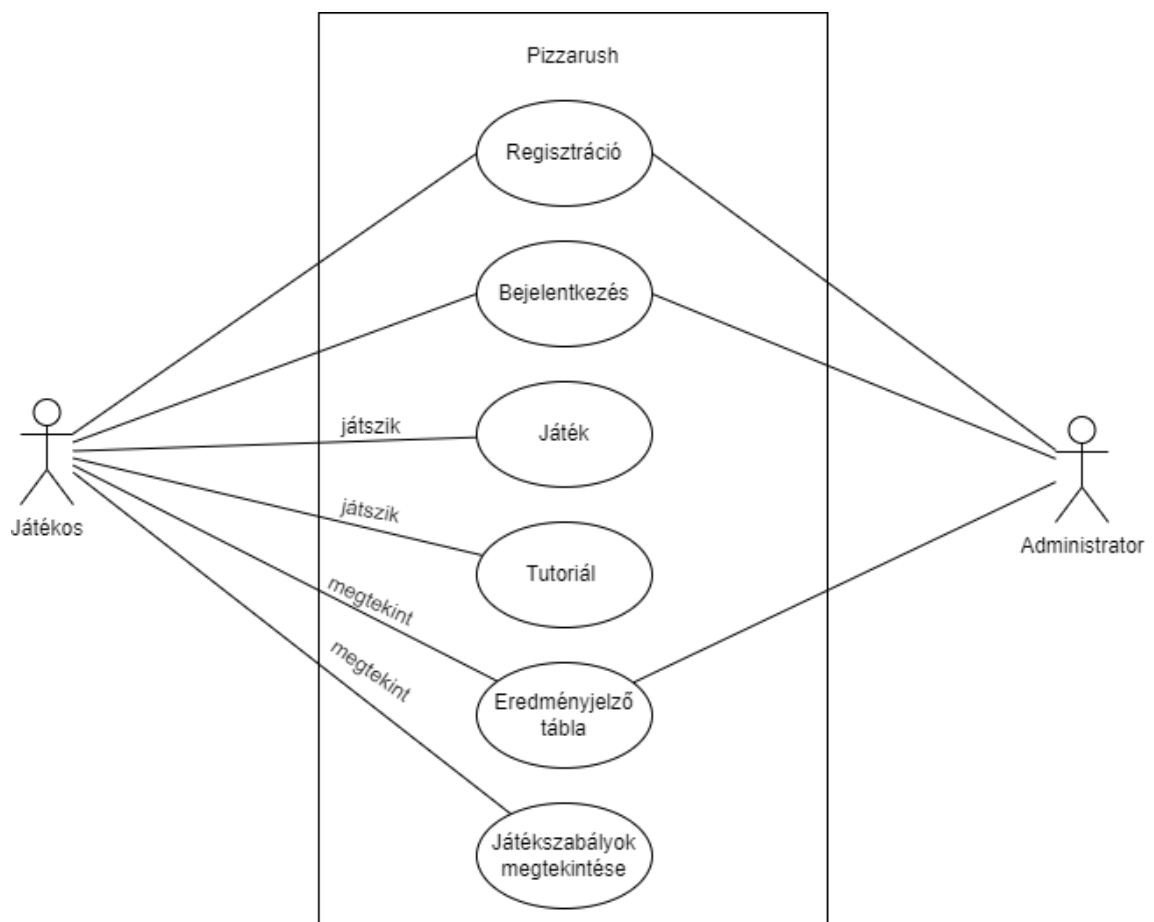 Pizzarush
Regisztráció
Bejelentkezés
játszik
Játék
Játékos
Administrator
játszik
Tutoriál
megtekint
megtekint
Eredményjelző
tábla
Játékszabályok
megtekintése